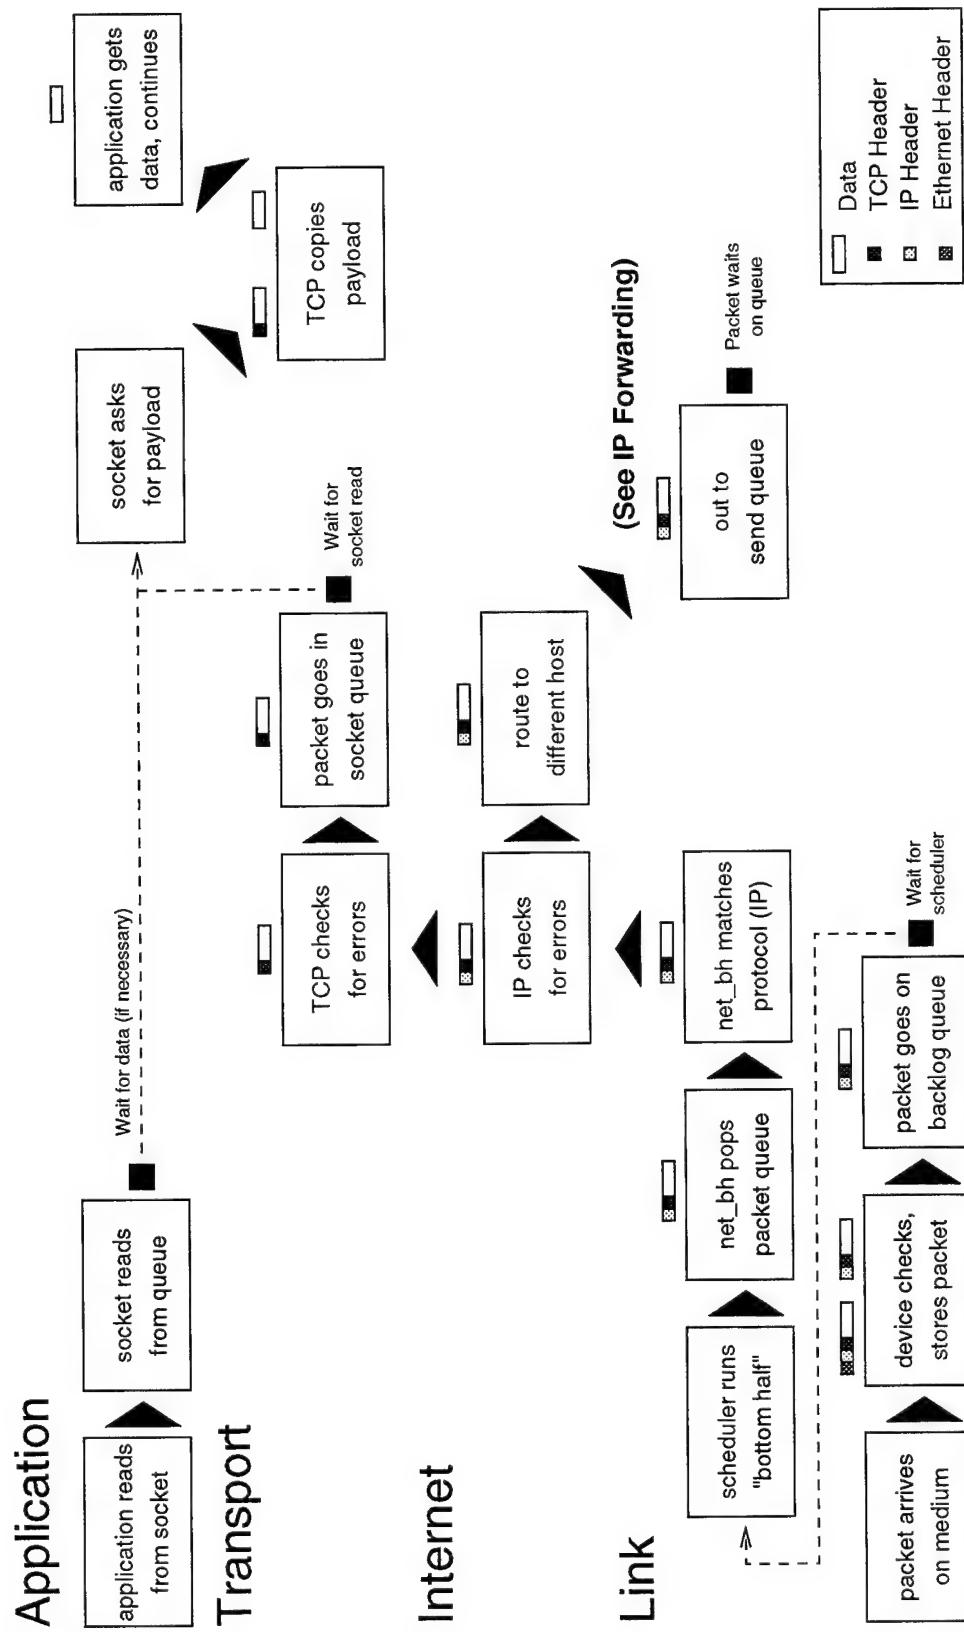 Application
application reads
from socket
socket reads
from queue
Wait for data (if necessary)
socket asks
for payload
application gets
data, continues
Transport
TCP checks
for errors
packet goes in
socket queue
Wait for
socket read
TCP copies
payload
Internet
IP checks
for errors
route to
different host
(See IP Forwarding)
Link
scheduler runs
"bottom half"
net_bh pops
packet queue
net_bh matches
protocol (IP)
out to
send queue
Packet waits
on queue
packet arrives
on medium
device checks,
stores packet
packet goes on
backlog queue
Wait for
scheduler
Data
TCP Header
IP Header
Ethernet Header